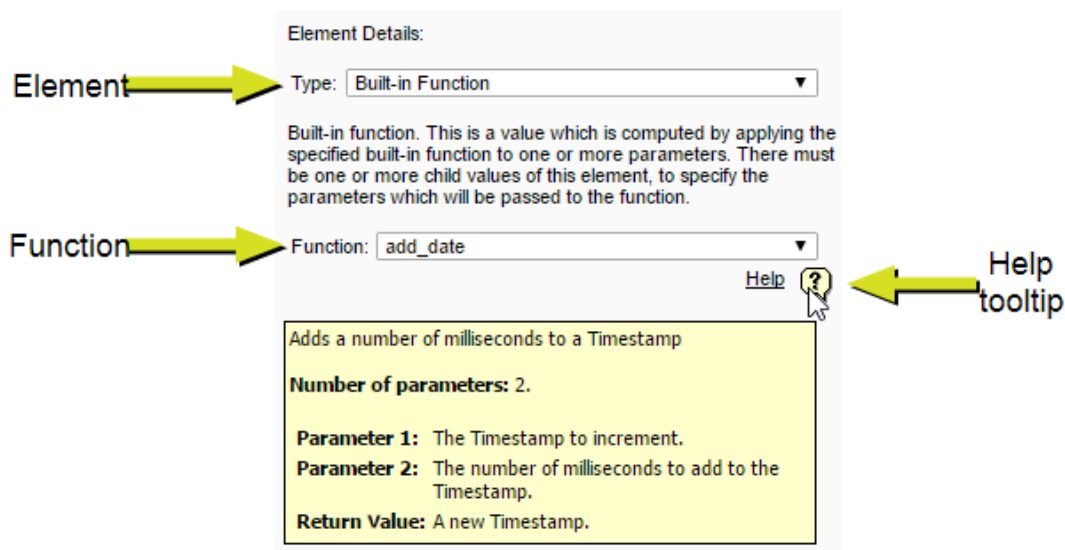 Element Details:
Element
Type: Built-in Function
Built-in function. This is a value which is computed by applying the
specified built-in function to one or more parameters. There must
be one or more child values of this element, to specify the
parameters which will be passed to the function.
Function
Function: add_date
Help ?
Help
tooltip
Adds a number of milliseconds to a Timestamp
Number of parameters: 2.
Parameter 1: The Timestamp to increment.
Parameter 2: The number of milliseconds to add to the
Timestamp.
Return Value: A new Timestamp.